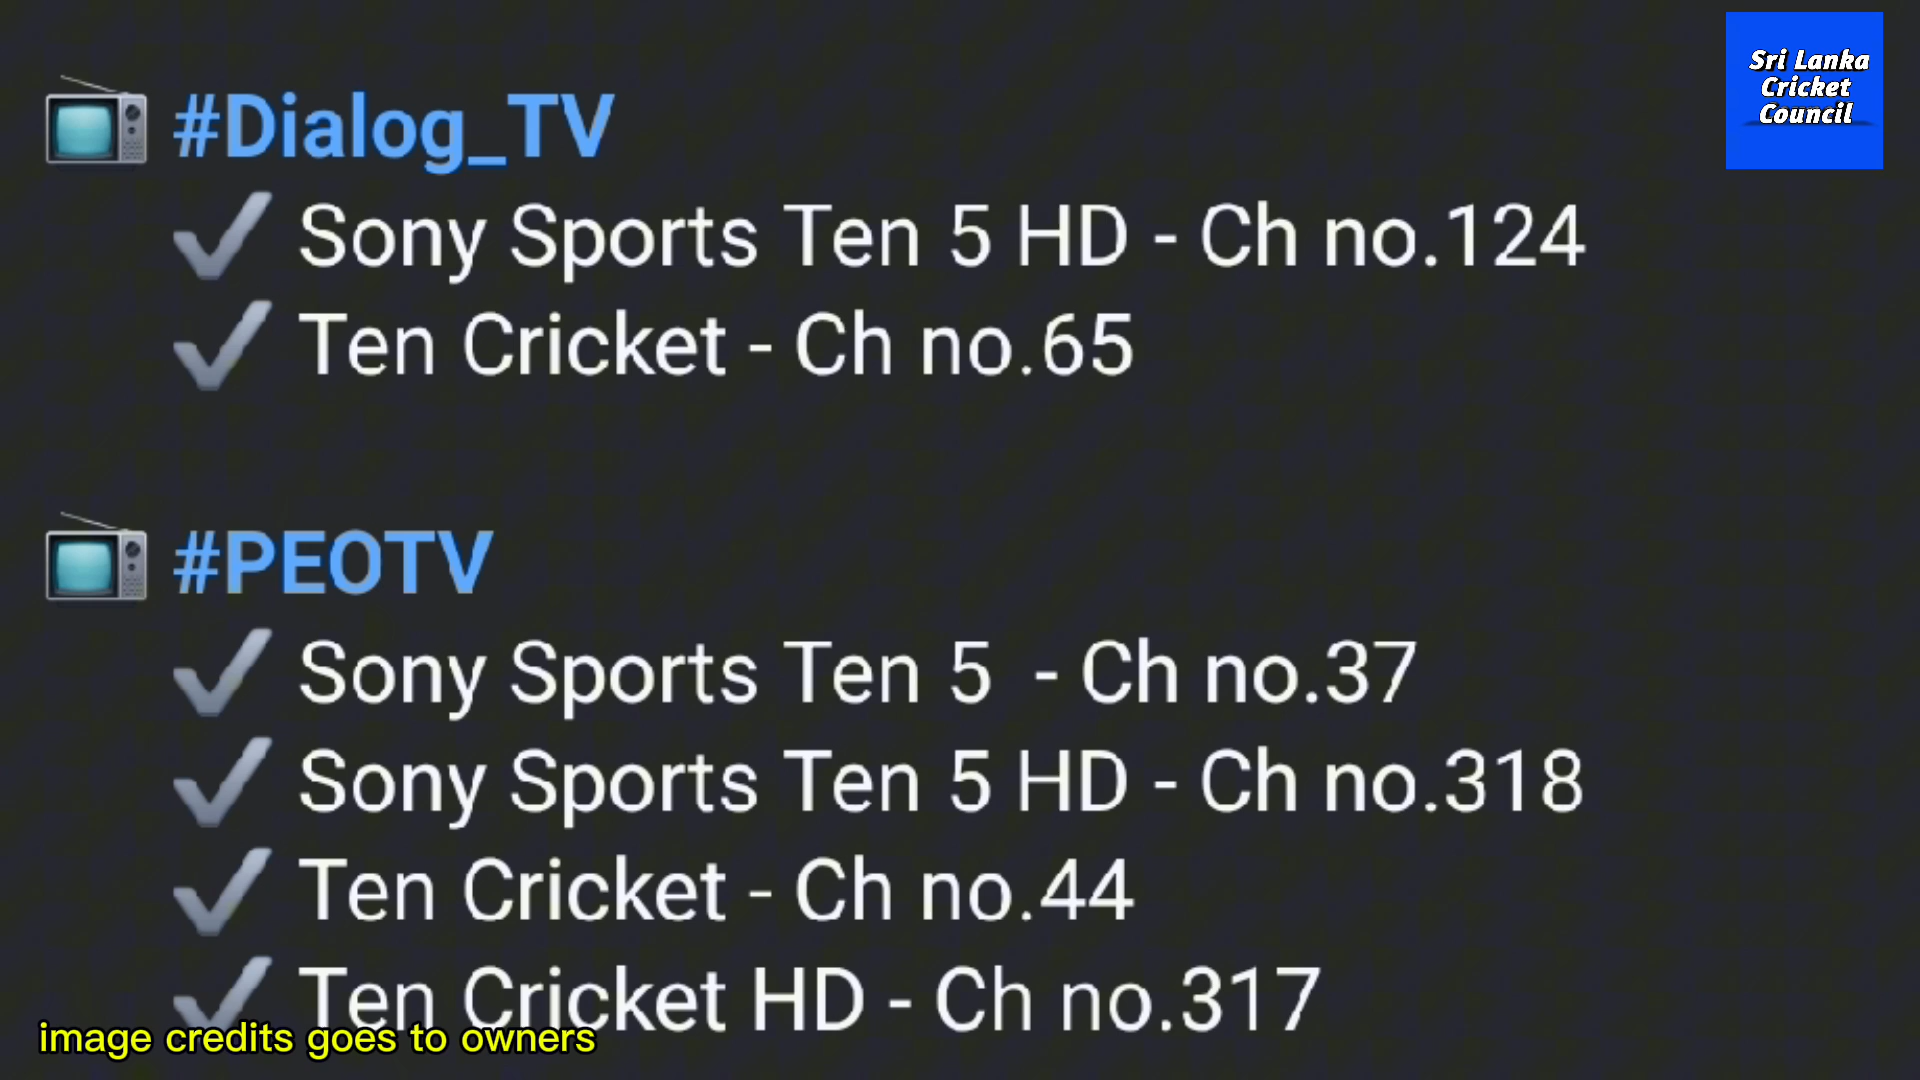 Sri Lanka
Cricket
Council
#Dialog_TV
✔ Sony Sports Ten 5 HD - Ch no.124
✔ Ten Cricket - Ch no.65
#PEOTV
✔ Sony Sports Ten 5  - Ch no.37
✔ Sony Sports Ten 5 HD - Ch no.318
✔ Ten Cricket - Ch no.44
✔ Ten Cricket HD - Ch no.317
image credits goes to owners